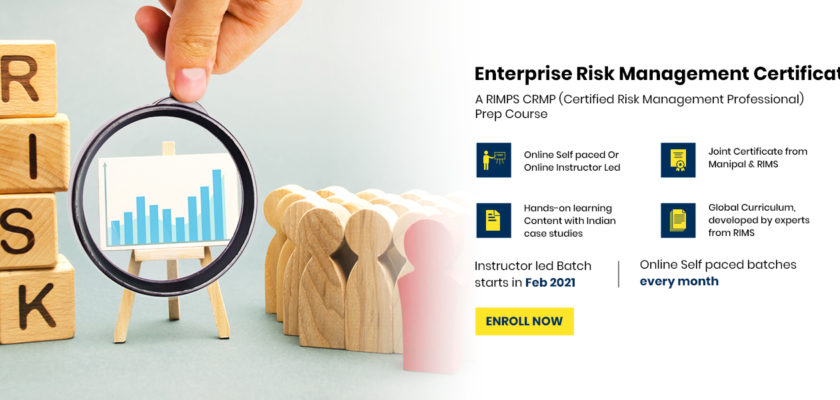 R
I
S
K
Enterprise Risk Management Certificat
A RIMPS CRMP (Certified Risk Management Professional)
Prep Course
Online Self paced Or
Online Instructor Led
Joint Certificate from
Manipal & RIMS
Hands-on learning
Content with Indian
case studies
Global Curriculum,
developed by experts
from RIMS
Instructor led Batch
starts in Feb 2021
Online Self paced batches
every month
ENROLL NOW